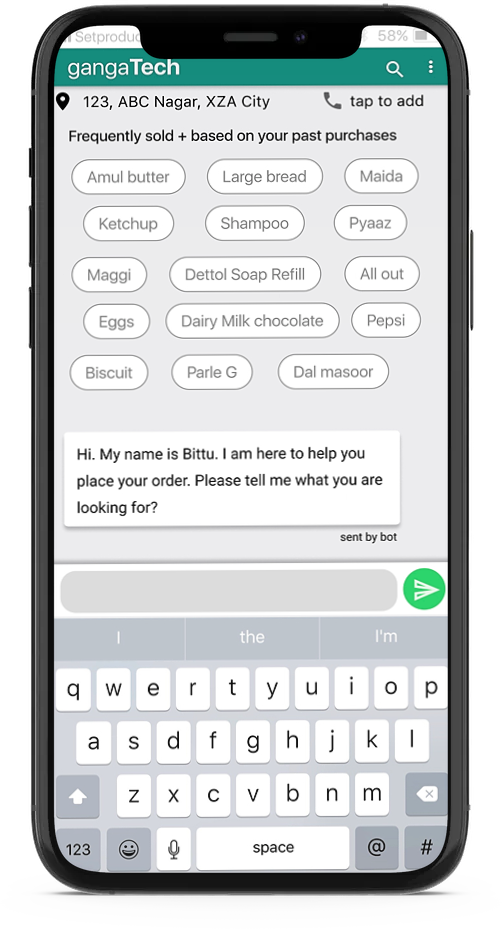 Setproduc 58%
gangaTech
123, ABC Nagar, XZA City tap to add
Frequently sold + based on your past purchases
Amul butter Large bread Maida
Ketchup Shampoo Pyaaz
Maggi Dettol Soap Refill All out
Eggs Dairy Milk chocolate Pepsi
Biscuit Parle G Dal masoor
Hi. My name is Bittu. I am here to help you
place your order. Please tell me what you are
looking for?
sent by bot
I the I'm
q w e r t y u i o p
a s d f g h j k l
z x c v b n m
123 space @ #